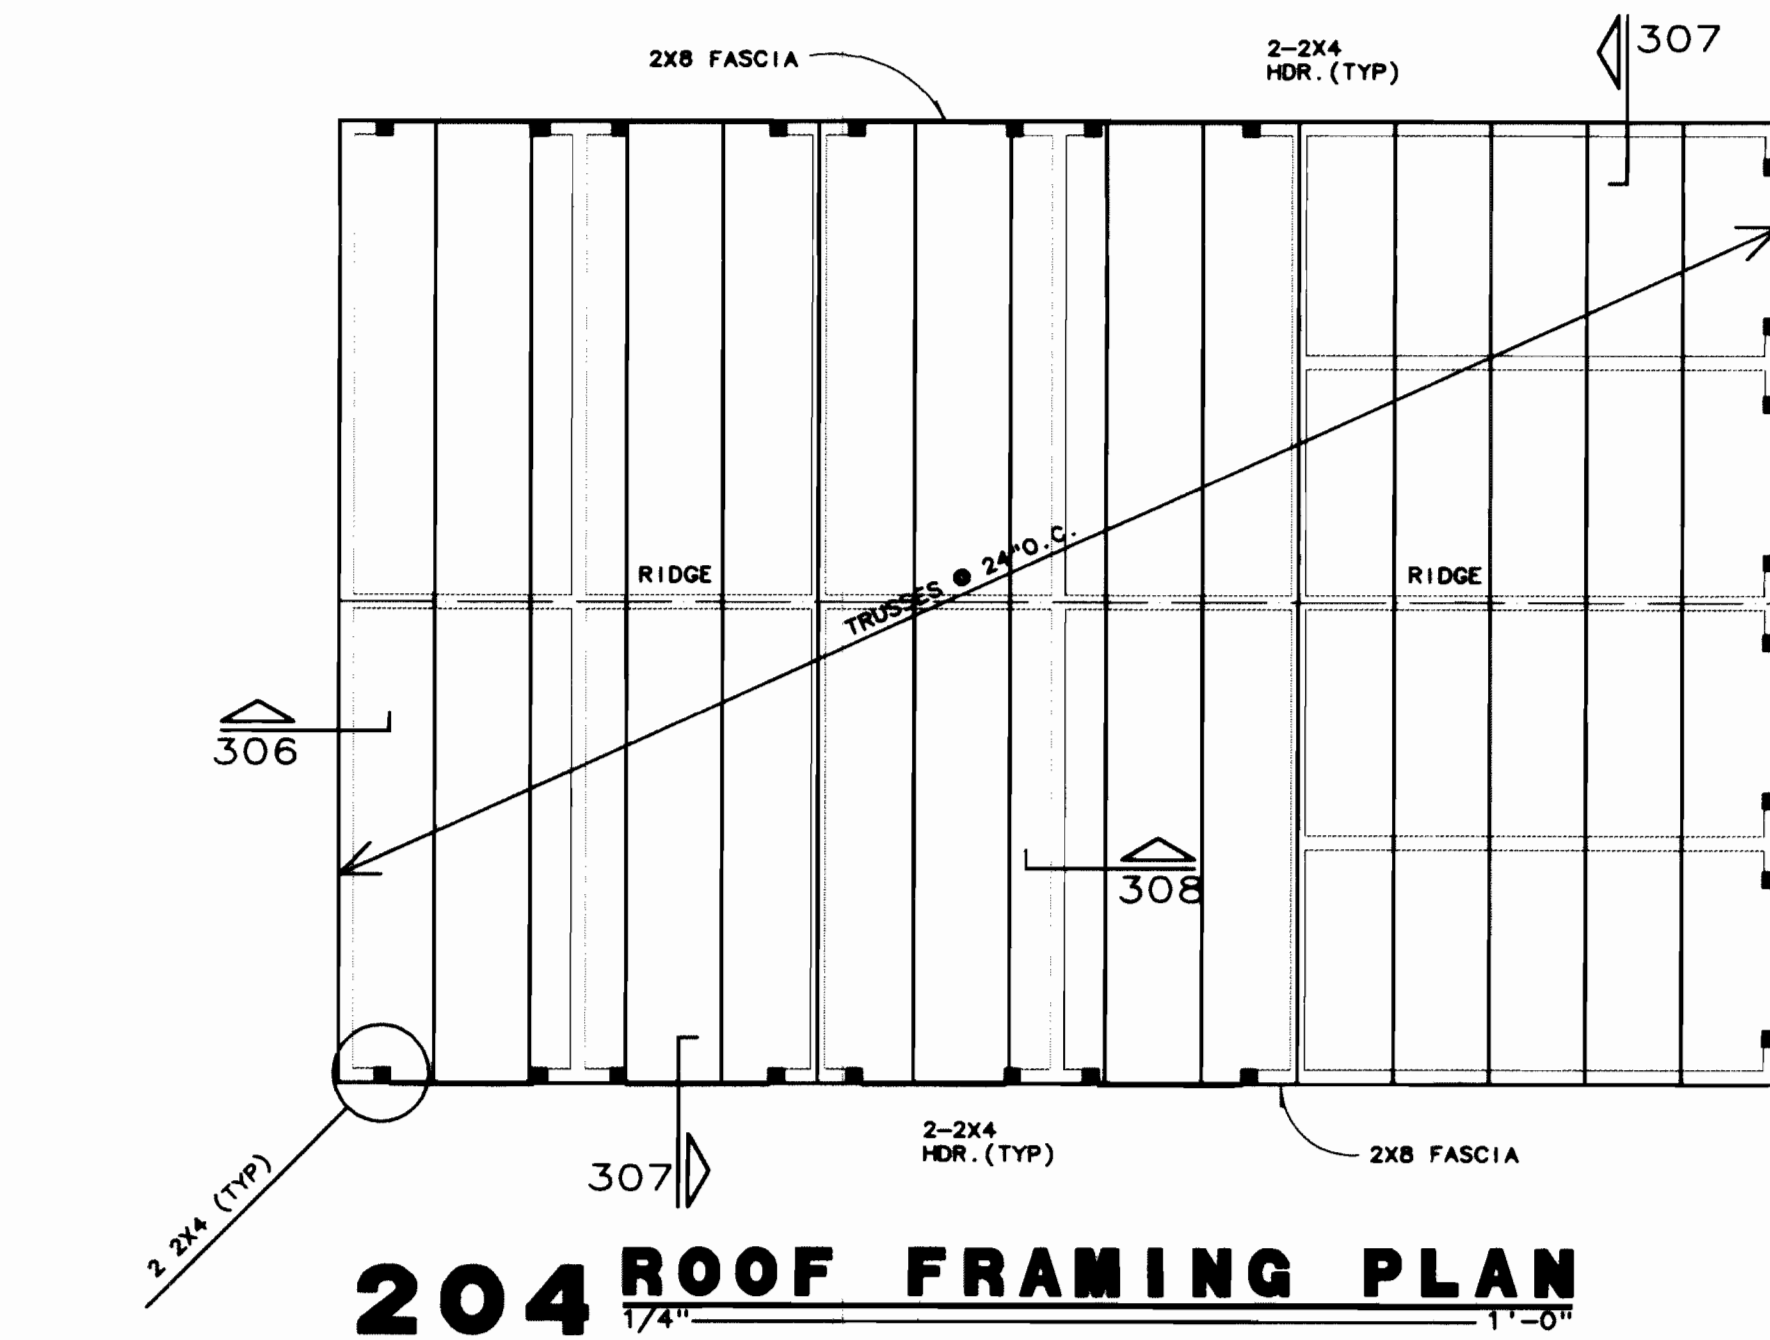 2X8 FASCIA
2-2X4
HDR.(TYP)
307
RIDGE
TRUSSES @ 24"O.C.
RIDGE
306
308
2-2X4
HDR.(TYP)
2X8 FASCIA
307
2 2X4 (TYP)
204 ROOF FRAMING PLAN
1/4" 1'-0"